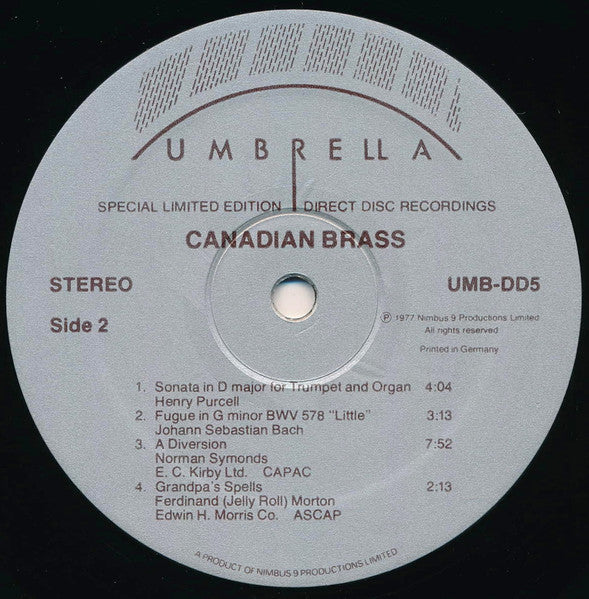 UMBRELLA
SPECIAL LIMITED EDITION DIRECT DISC RECORDINGS
CANADIAN BRASS
STEREO
UMB-DD5
Side 2
℗ 1977 Nimbus 9 Productions Limited
All rights reserved
Printed in Germany
1. Sonata in D major for Trumpet and Organ 4:04
Henry Purcell
2. Fugue in G minor BWV 578 "Little" 3:13
Johann Sebastian Bach
3. A Diversion 7:52
Norman Symonds
E. C. Kirby Ltd. CAPAC
4. Grandpa's Spells 2:13
Ferdinand (Jelly Roll) Morton
Edwin H. Morris Co. ASCAP
A PRODUCT OF NIMBUS 9 PRODUCTIONS LIMITED